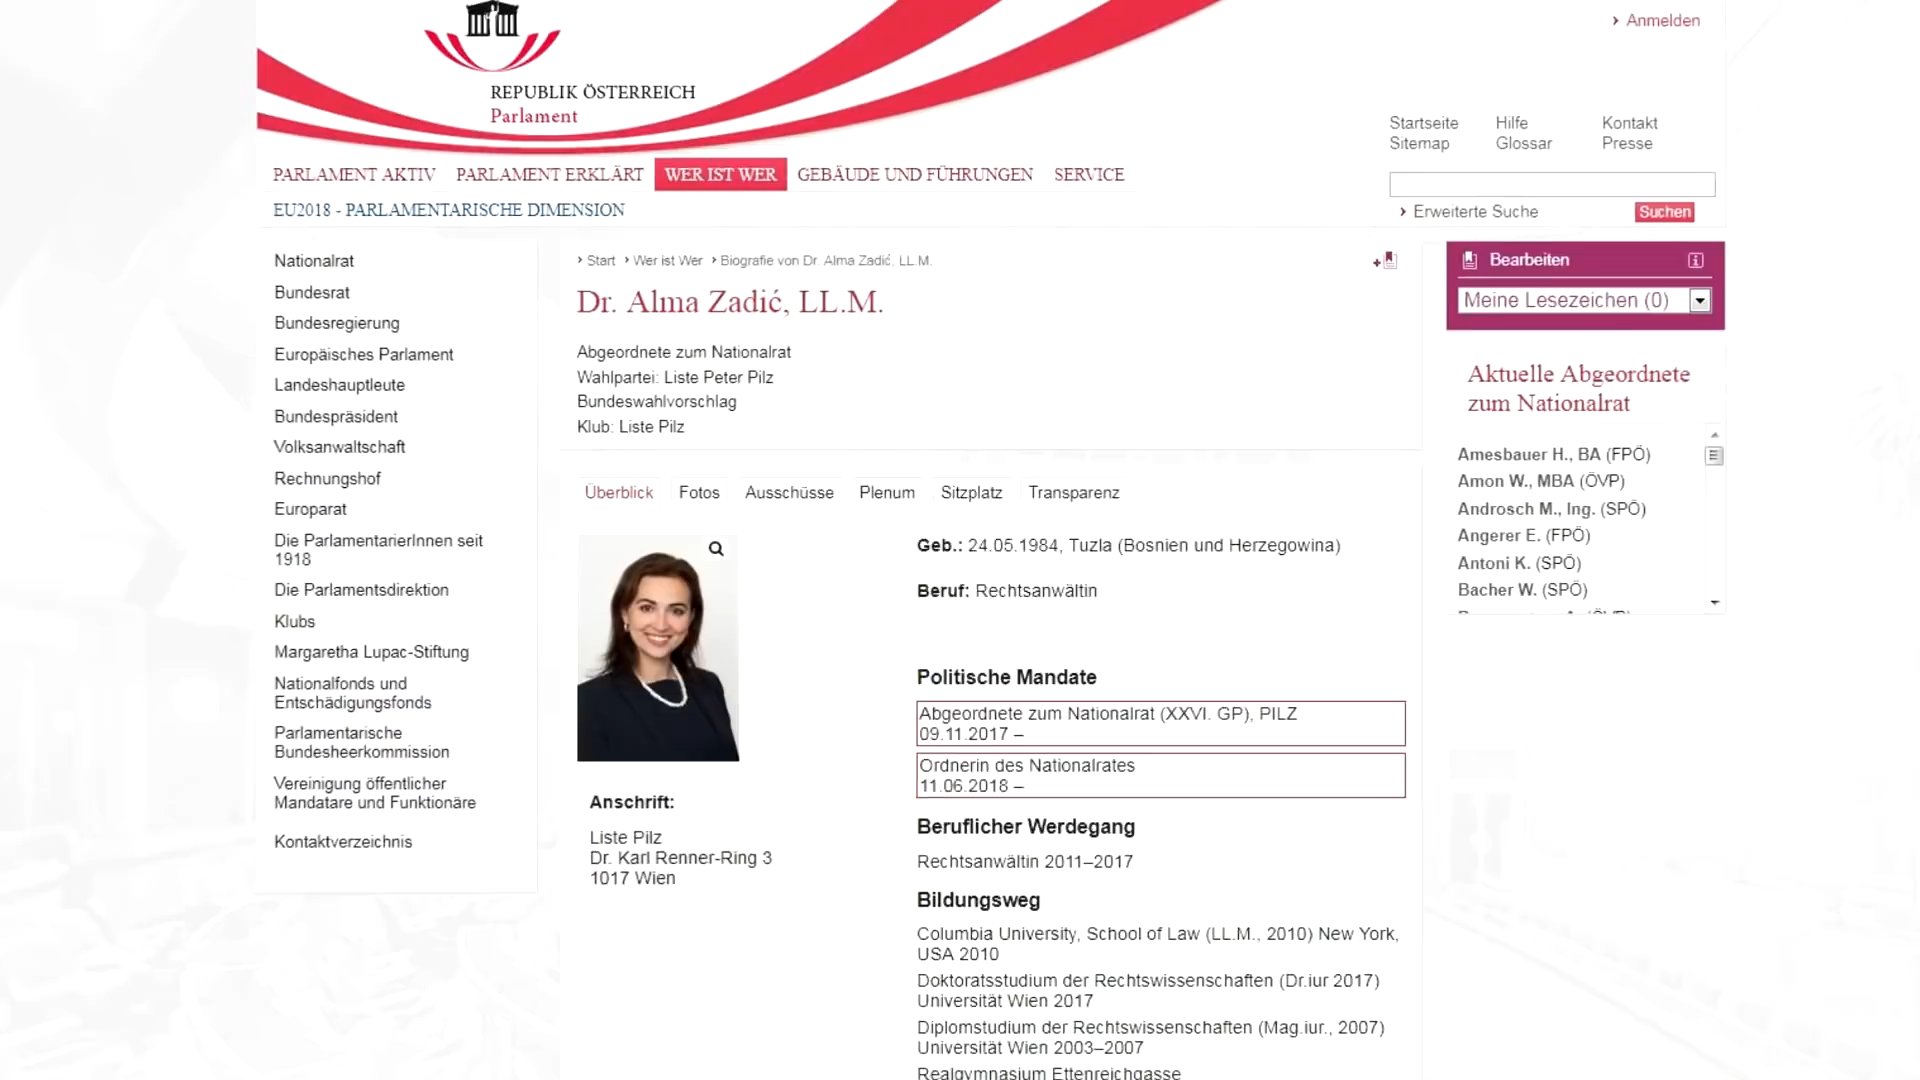 › Anmelden
REPUBLIK ÖSTERREICH
Parlament
Startseite Hilfe Kontakt
Sitemap Glossar Presse
PARLAMENT AKTIV PARLAMENT ERKLÄRT WER IST WER GEBÄUDE UND FÜHRUNGEN SERVICE
EU2018 - PARLAMENTARISCHE DIMENSION
› Erweiterte Suche Suchen
Nationalrat
Bundesrat
Bundesregierung
Europäisches Parlament
Landeshauptleute
Bundespräsident
Volksanwaltschaft
Rechnungshof
Europarat
Die ParlamentarierInnen seit
1918
Die Parlamentsdirektion
Klubs
Margaretha Lupac-Stiftung
Nationalfonds und
Entschädigungsfonds
Parlamentarische
Bundesheerkommission
Vereinigung öffentlicher
Mandatare und Funktionäre
Kontaktverzeichnis
› Start › Wer ist Wer › Biografie von Dr. Alma Zadić, LL.M.
Dr. Alma Zadić, LL.M.
Abgeordnete zum Nationalrat
Wahlpartei: Liste Peter Pilz
Bundeswahlvorschlag
Klub: Liste Pilz
Überblick Fotos Ausschüsse Plenum Sitzplatz Transparenz
Anschrift:
Liste Pilz
Dr. Karl Renner-Ring 3
1017 Wien
Geb.: 24.05.1984, Tuzla (Bosnien und Herzegowina)
Beruf: Rechtsanwältin
Politische Mandate
Abgeordnete zum Nationalrat (XXVI. GP), PILZ
09.11.2017 –
Ordnerin des Nationalrates
11.06.2018 –
Beruflicher Werdegang
Rechtsanwältin 2011–2017
Bildungsweg
Columbia University, School of Law (LL.M., 2010) New York,
USA 2010
Doktoratsstudium der Rechtswissenschaften (Dr.iur 2017)
Universität Wien 2017
Diplomstudium der Rechtswissenschaften (Mag.iur., 2007)
Universität Wien 2003–2007
Realgymnasium Ettenreichgasse
Bearbeiten
Meine Lesezeichen (0)
Aktuelle Abgeordnete
zum Nationalrat
Amesbauer H., BA (FPÖ)
Amon W., MBA (ÖVP)
Androsch M., Ing. (SPÖ)
Angerer E. (FPÖ)
Antoni K. (SPÖ)
Bacher W. (SPÖ)